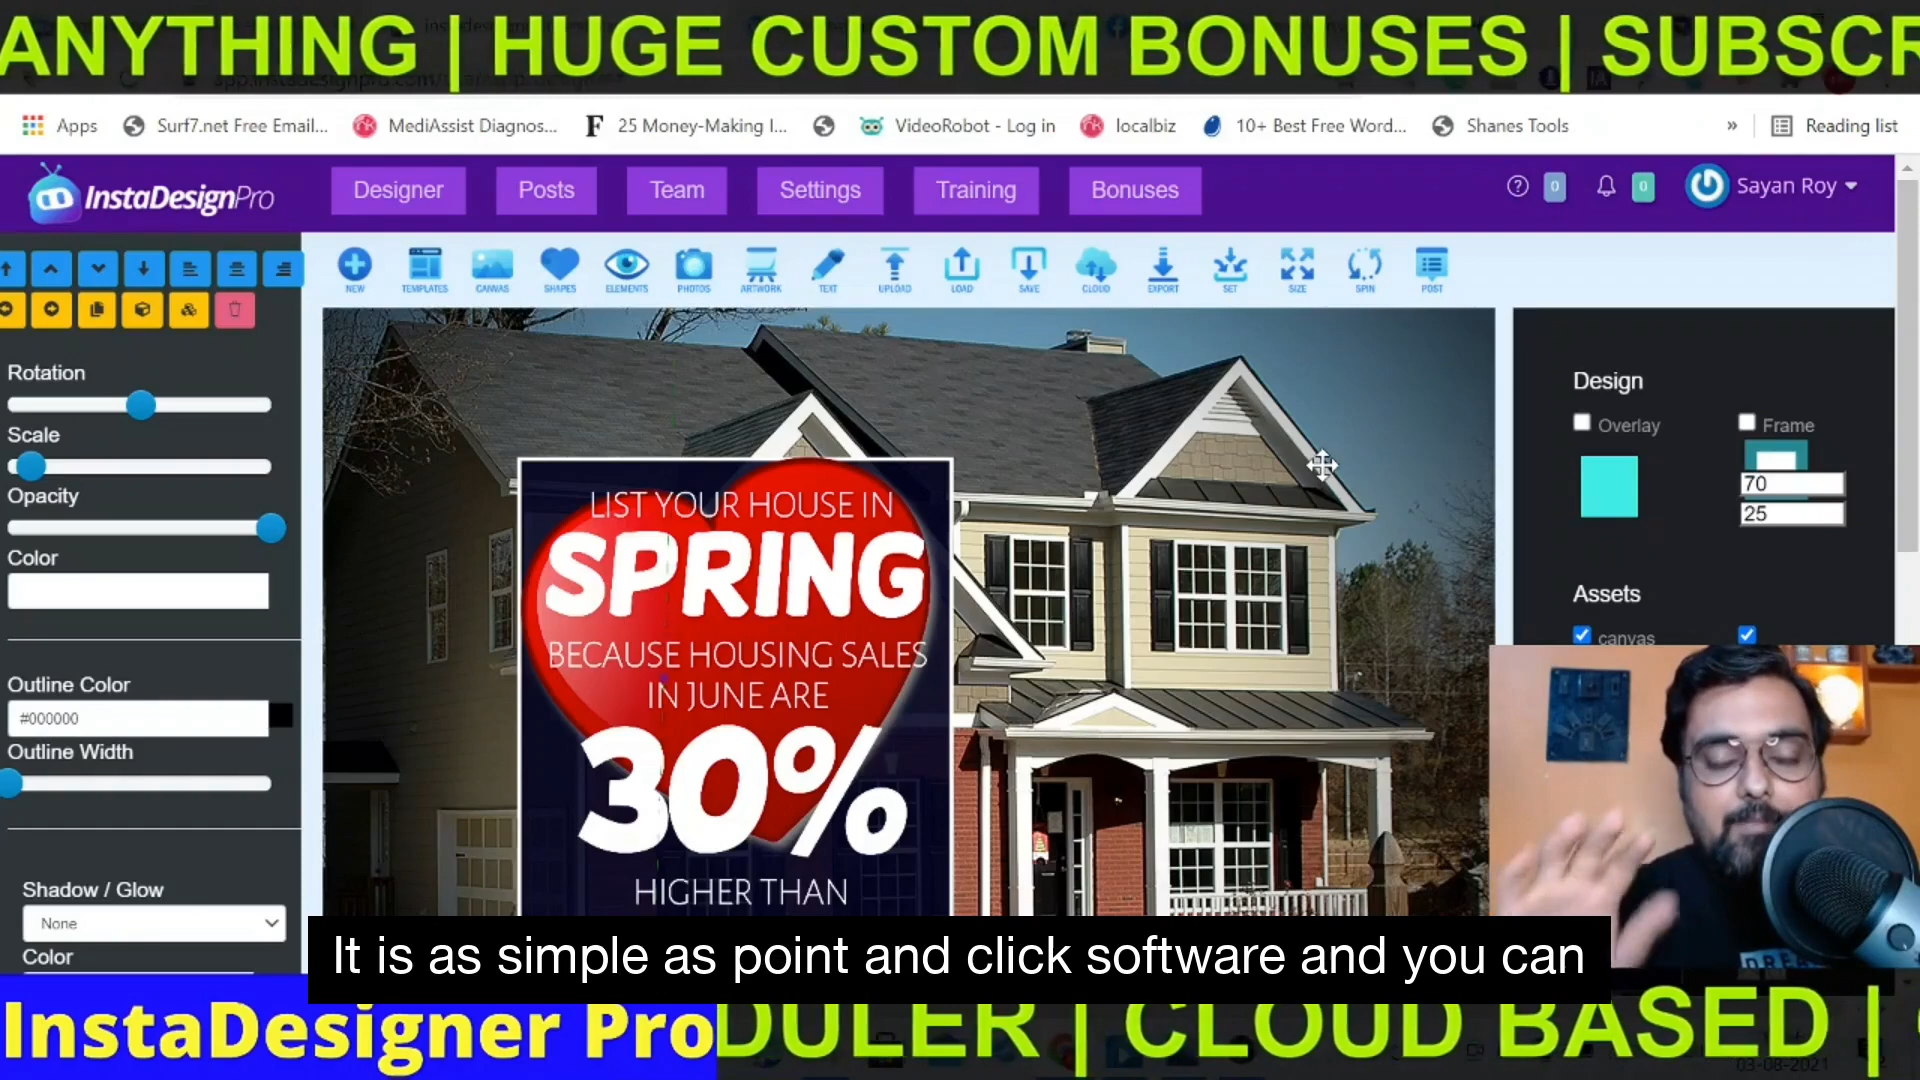 ANYTHING | HUGE CUSTOM BONUSES | SUBSCR
Apps Surf7.net Free Email... MediAssist Diagnos... 25 Money-Making I... VideoRobot - Log in localbiz 10+ Best Free Word... Shanes Tools » Reading list
InstaDesignPro Designer Posts Team Settings Training Bonuses 0 0 Sayan Roy
NEW TEMPLATES CANVAS SHAPES ELEMENTS PHOTOS ARTWORK TEXT UPLOAD LOAD SAVE CLOUD EXPORT SET SIZE SPIN POST
Rotation
Scale
Opacity
Color
Outline Color
#000000
Outline Width
Shadow / Glow
None
Color
LIST YOUR HOUSE IN
SPRING
BECAUSE HOUSING SALES
IN JUNE ARE
30%
HIGHER THAN
Design
Overlay Frame
70
25
Assets
canvas
It is as simple as point and click software and you can
InstaDesigner Pro DULER | CLOUD BASED |
03-08-2021